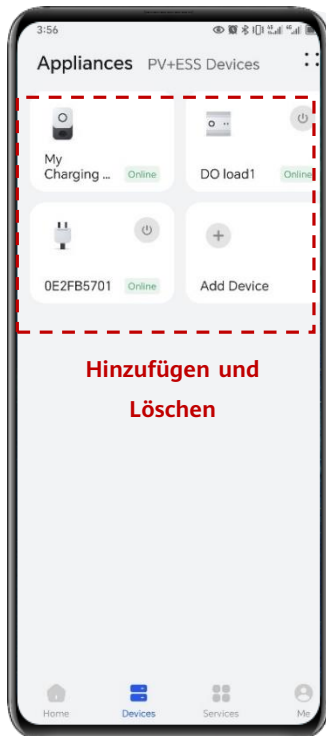 3:56
Appliances PV+ESS Devices
My
Charging ... Online
DO load1 Online
0E2FB5701 Online
Add Device
Hinzufügen und
Löschen
Home Devices Services Me